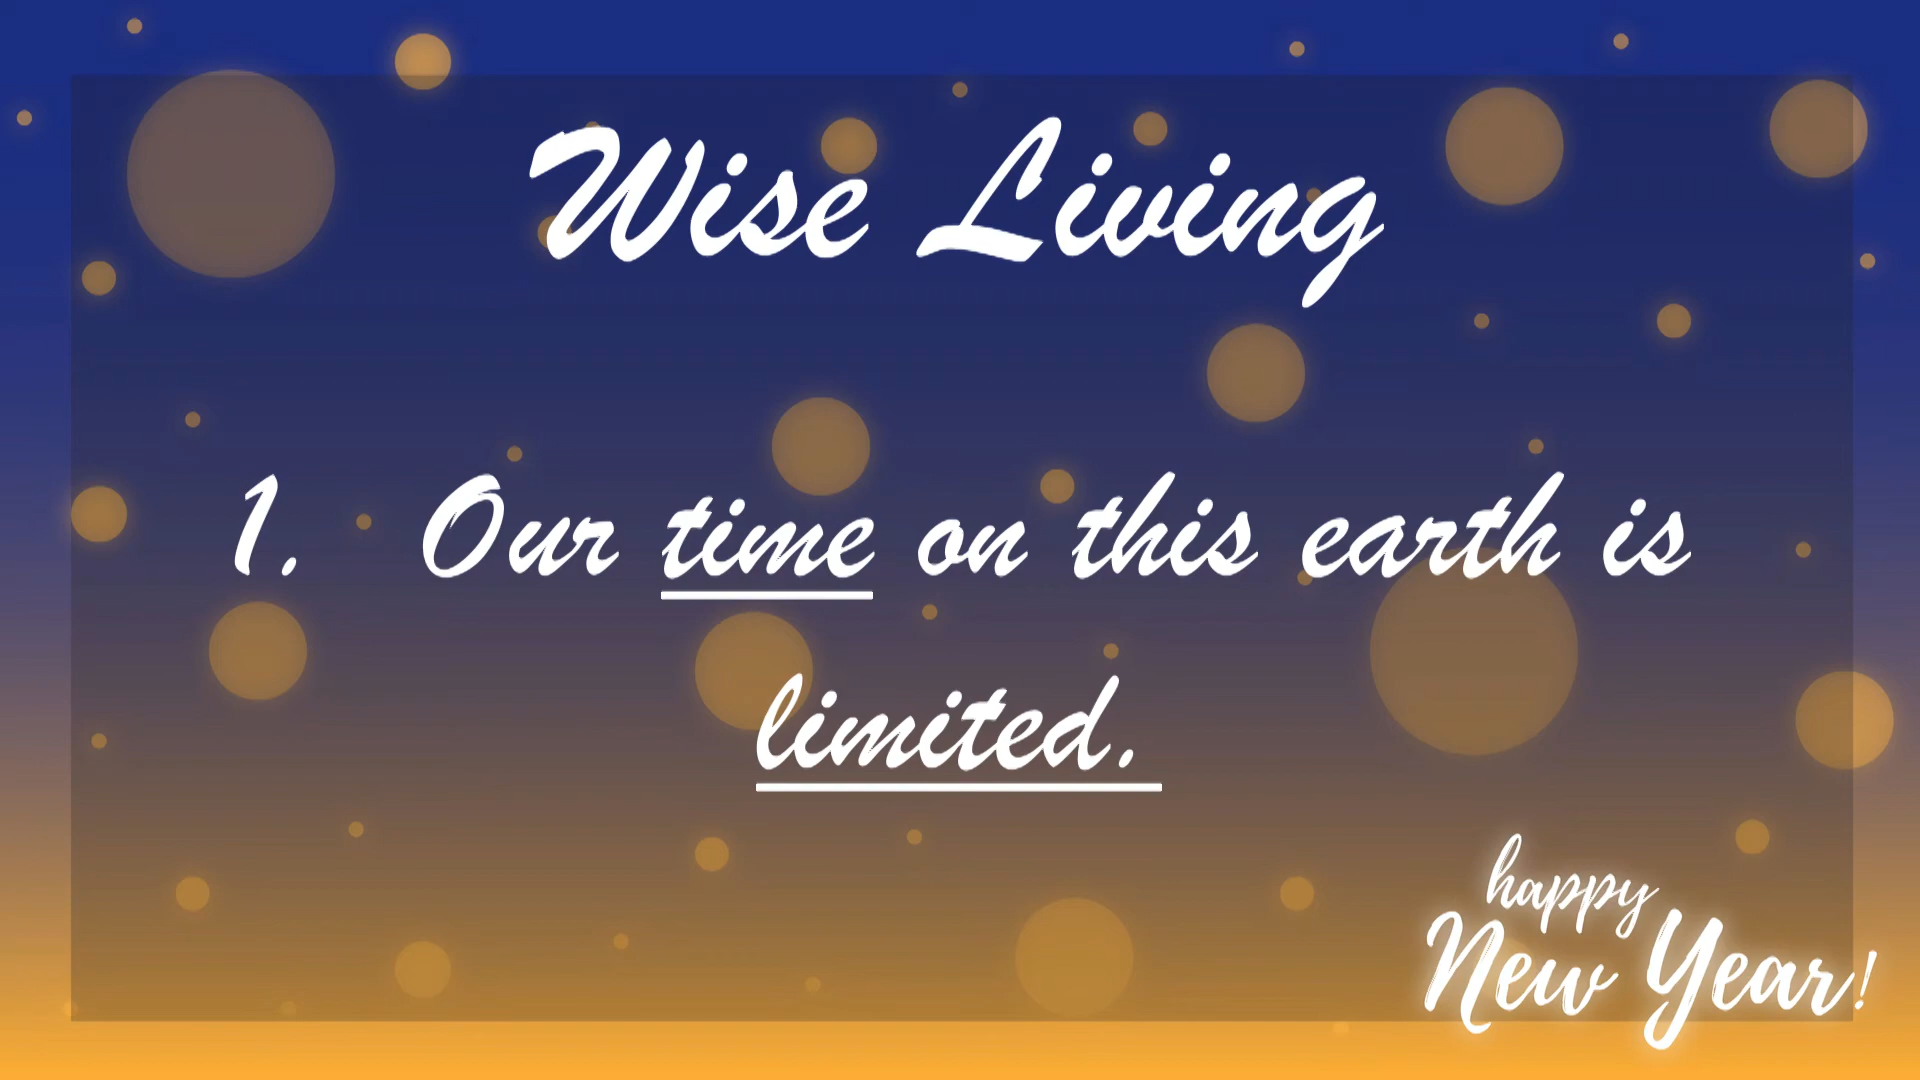 Wise Living
1. Our time on this earth is
limited.
happy
New Year!